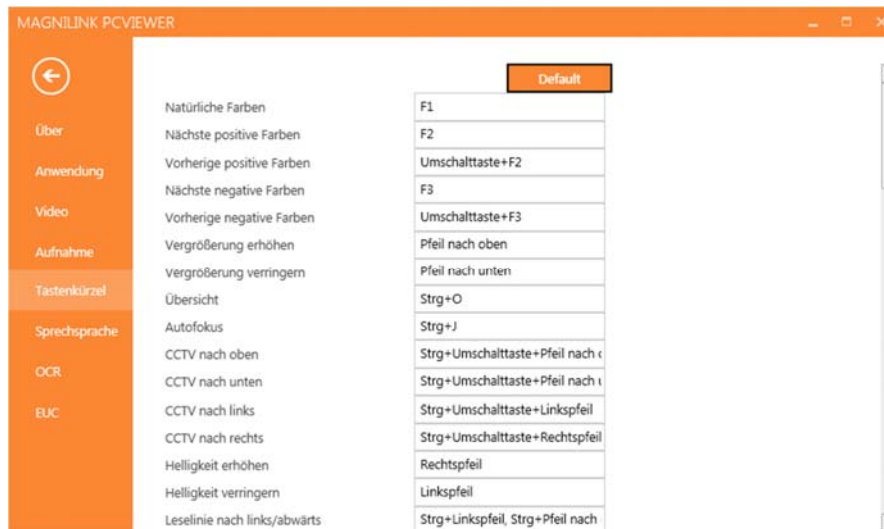 MAGNILINK PCVIEWER
Über
Anwendung
Video
Aufnahme
Tastenkürzel
Sprechsprache
OCR
EUC
Default
Natürliche Farben F1
Nächste positive Farben F2
Vorherige positive Farben Umschalttaste+F2
Nächste negative Farben F3
Vorherige negative Farben Umschalttaste+F3
Vergrößerung erhöhen Pfeil nach oben
Vergrößerung verringern Pfeil nach unten
Übersicht Strg+O
Autofokus Strg+J
CCTV nach oben Strg+Umschalttaste+Pfeil nach
CCTV nach unten Strg+Umschalttaste+Pfeil nach
CCTV nach links Strg+Umschalttaste+Linkspfeil
CCTV nach rechts Strg+Umschalttaste+Rechtspfeil
Helligkeit erhöhen Rechtspfeil
Helligkeit verringern Linkspfeil
Leselinie nach links/abwärts Strg+Linkspfeil, Strg+Pfeil nach